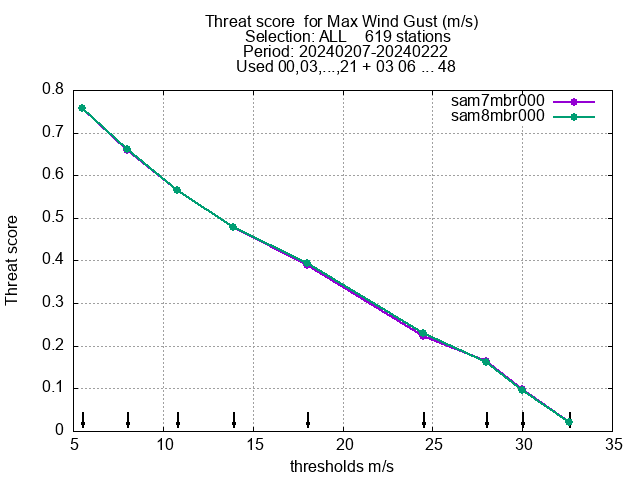 Threat score  for Max Wind Gust (m/s)
Selection: ALL    619 stations
Period: 20240207-20240222
Used 00,03,...,21 + 03 06 ... 48
sam7mbr000
sam8mbr000
0.8
0.7
0.6
0.5
0.4
0.3
0.2
0.1
0
Threat score
5 10 15 20 25 30 35
thresholds m/s